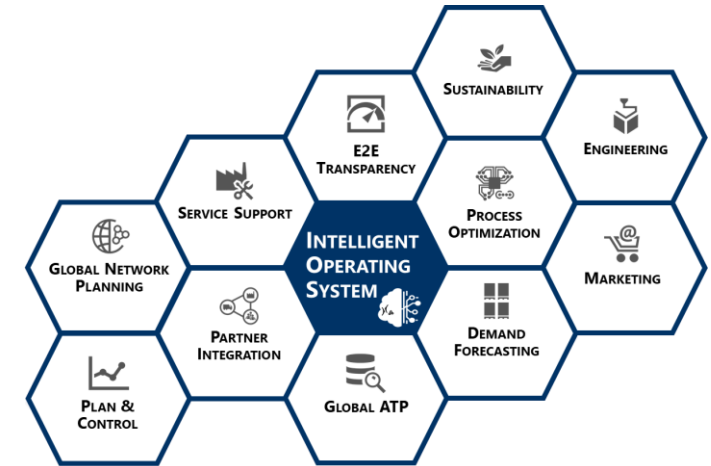 SUSTAINABILITY
ENGINEERING
E2E
TRANSPARENCY
SERVICE SUPPORT
PROCESS
OPTIMIZATION
INTELLIGENT
OPERATING
SYSTEM
GLOBAL NETWORK
PLANNING
MARKETING
PARTNER
INTEGRATION
DEMAND
FORECASTING
PLAN &
CONTROL
GLOBAL ATP